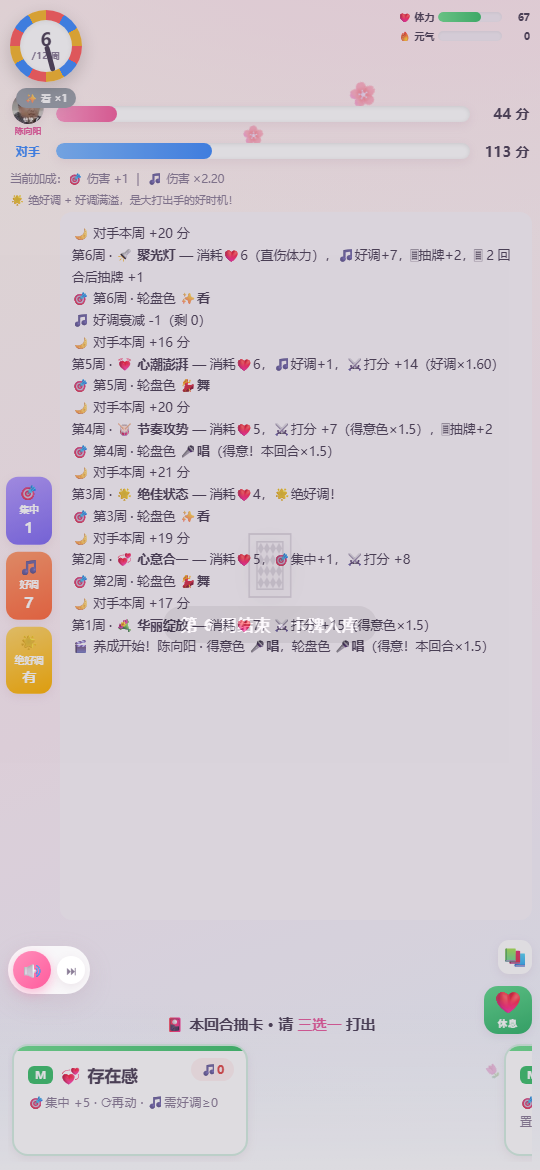 6
/12周
体力 67
元气 0
看 ×1
陈向阳
44 分
对手
113 分
当前加成: 伤害 +1 | 伤害 ×2.20
绝好调 + 好调满溢，是大打出手的好时机!
对手本周 +20 分
第6周 · 聚光灯 — 消耗6（直伤体力），好调+7，抽牌+2，2 回
合后抽牌 +1
第6周 · 轮盘色 看
好调衰减 -1（剩 0）
对手本周 +16 分
第5周 · 心潮澎湃 — 消耗6，好调+1，打分 +14（好调×1.60）
第5周 · 轮盘色 舞
对手本周 +20 分
第4周 · 节奏攻势 — 消耗5，打分 +7（得意色×1.5），抽牌+2
第4周 · 轮盘色 唱（得意！本回合×1.5）
对手本周 +21 分
第3周 · 绝佳状态 — 消耗4，绝好调!
第3周 · 轮盘色 看
对手本周 +19 分
第2周 · 心意合一 — 消耗5，集中+1，打分 +8
第2周 · 轮盘色 舞
对手本周 +17 分
第1周 · 华丽绽放 — 消耗7，打分 +15（得意色×1.5）
养成开始！陈向阳 · 得意色 唱，轮盘色 唱（得意！本回合×1.5）
集中
1
好调
7
绝好调
有
休息
本回合抽卡 • 请 三选一 打出
M 存在感 0
集中 +5 · 再动 · 需好调≥0
置